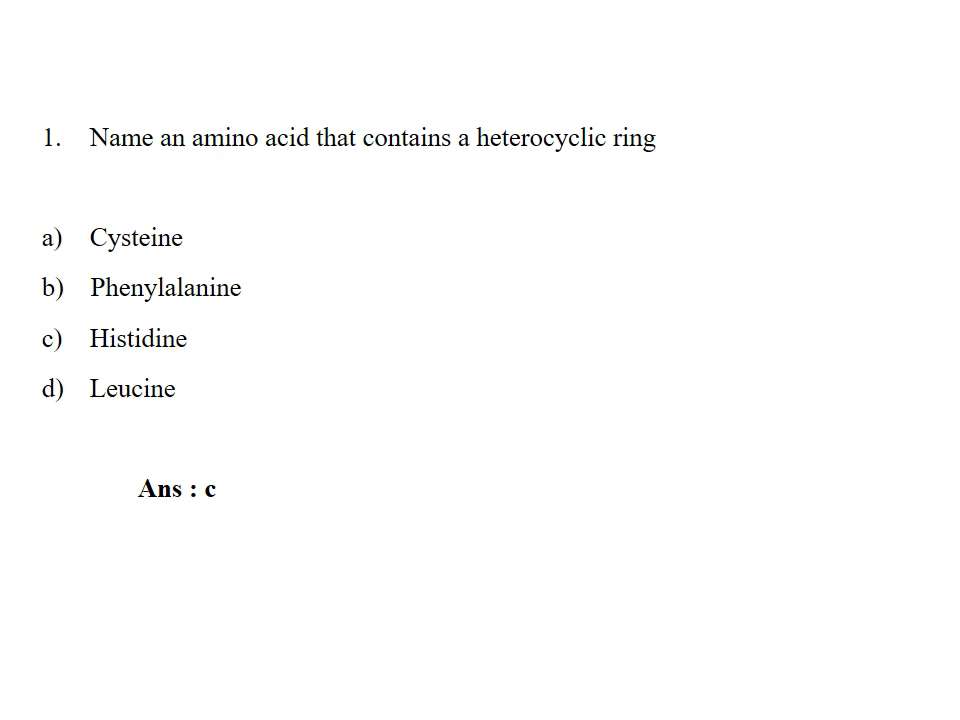 1. Name an amino acid that contains a heterocyclic ring
a) Cysteine
b) Phenylalanine
c) Histidine
d) Leucine
Ans : c